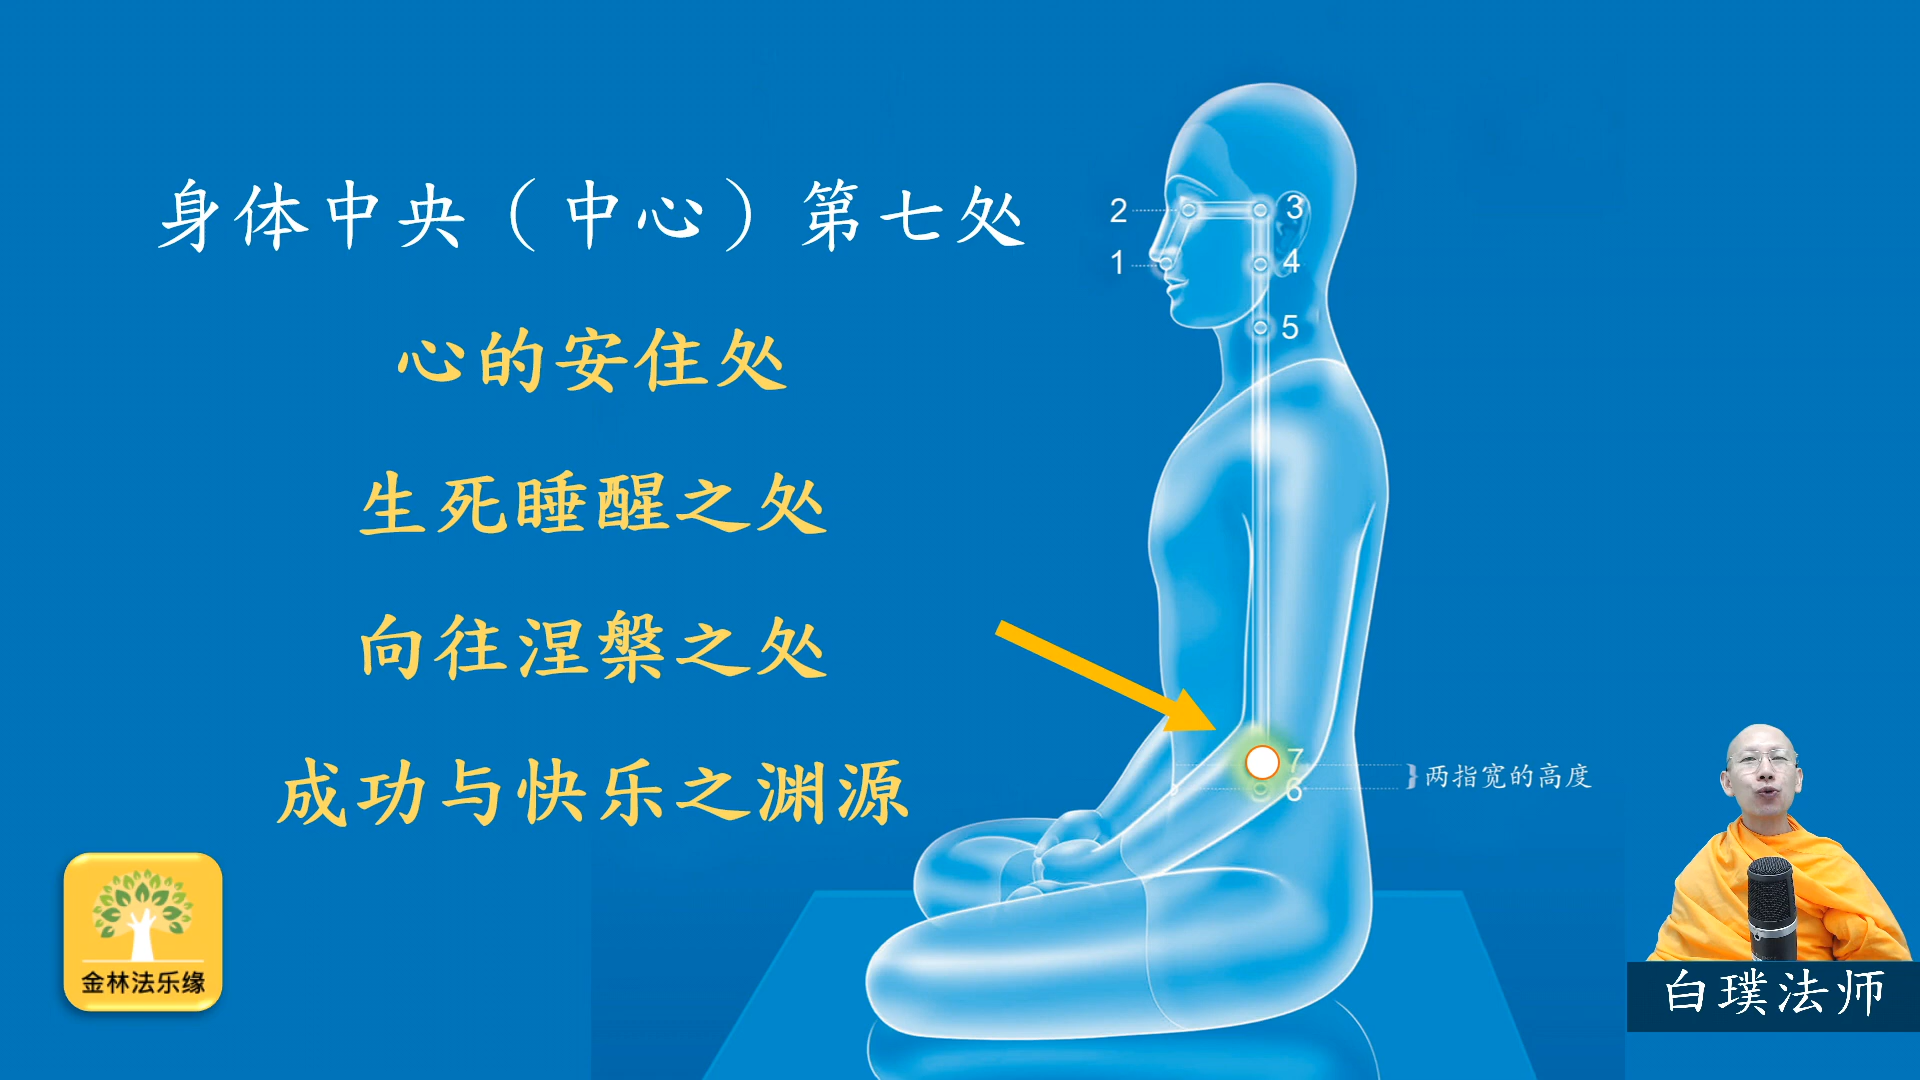 身体中央（中心）第七处
心的安住处
生死睡醒之处
向往涅槃之处
成功与快乐之渊源
2
3
1
4
5
7
6
两指宽的高度
金林法乐缘
白璞法师